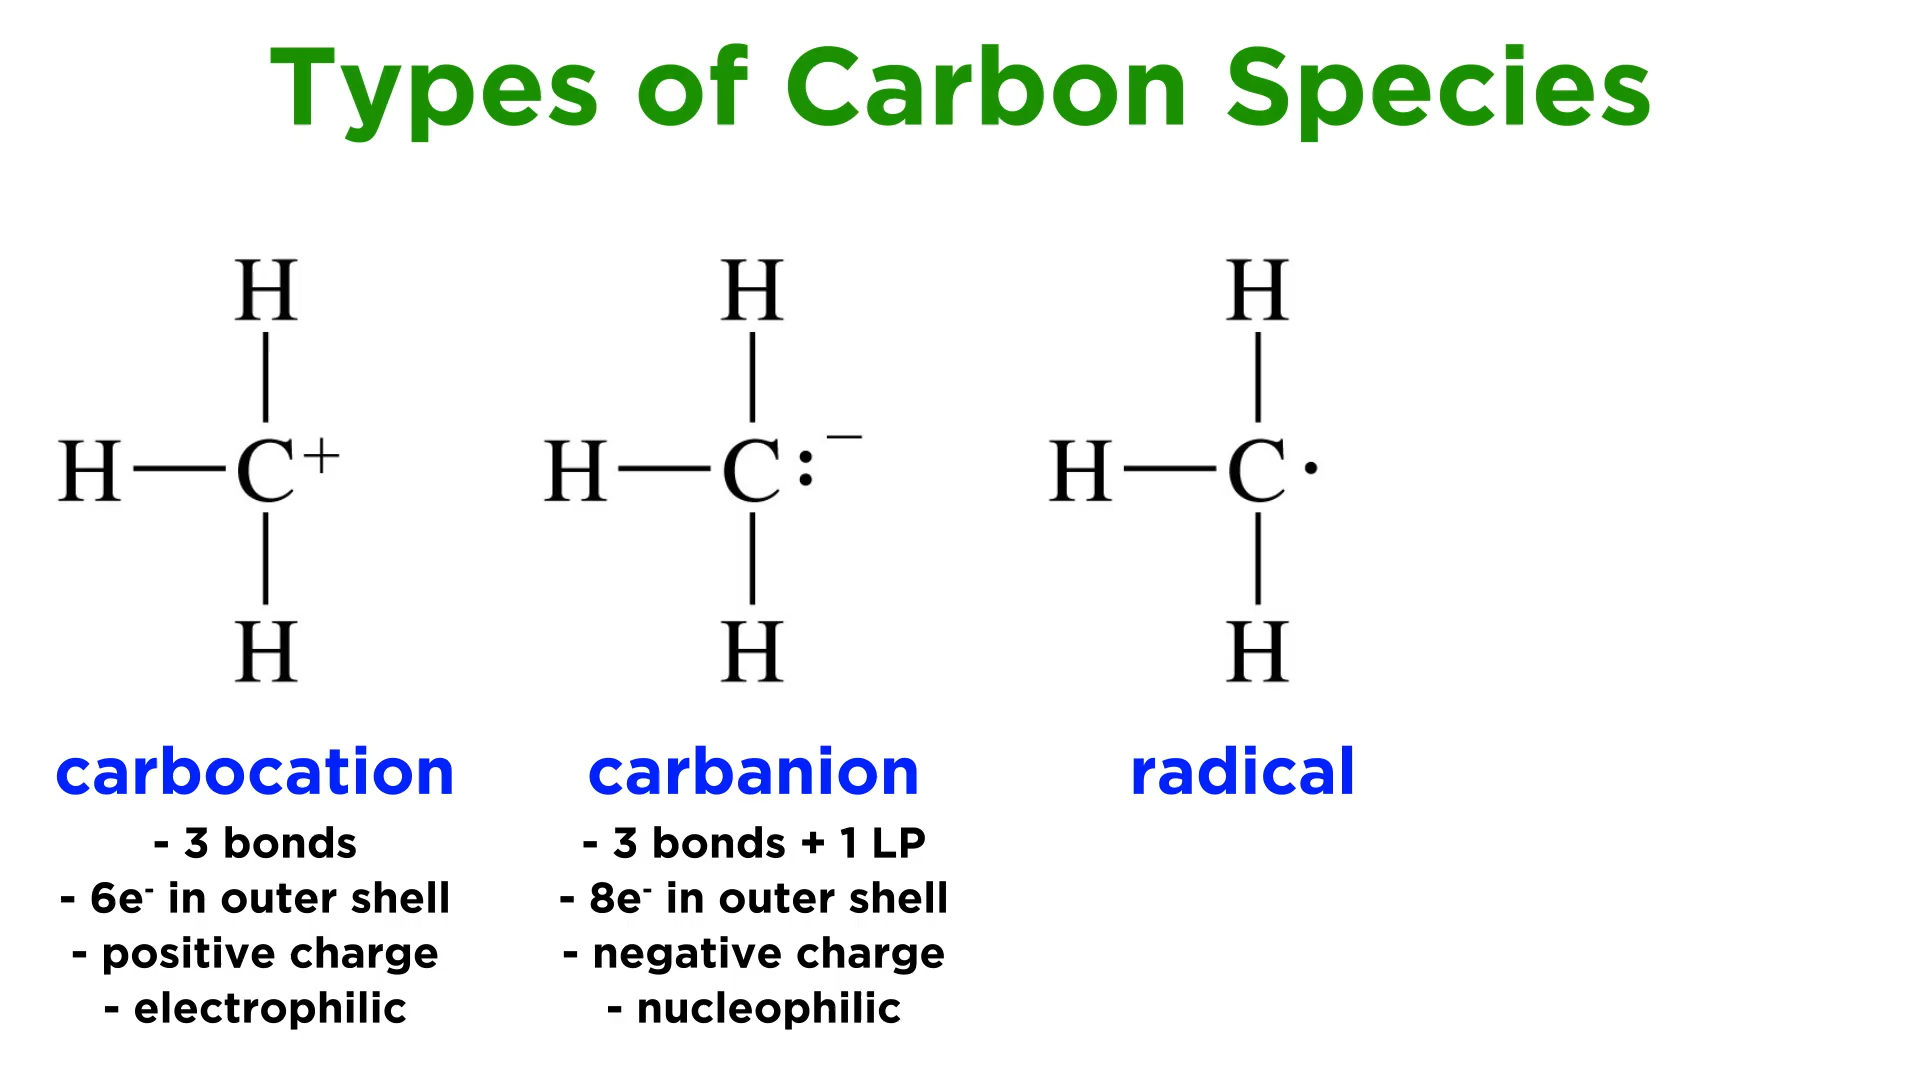 Types of Carbon Species
H
H—C⁺
H
H
H—C:⁻
H
H
H—C·
H
carbocation
- 3 bonds
- 6e⁻ in outer shell
- positive charge
- electrophilic
carbanion
- 3 bonds + 1 LP
- 8e⁻ in outer shell
- negative charge
- nucleophilic
radical